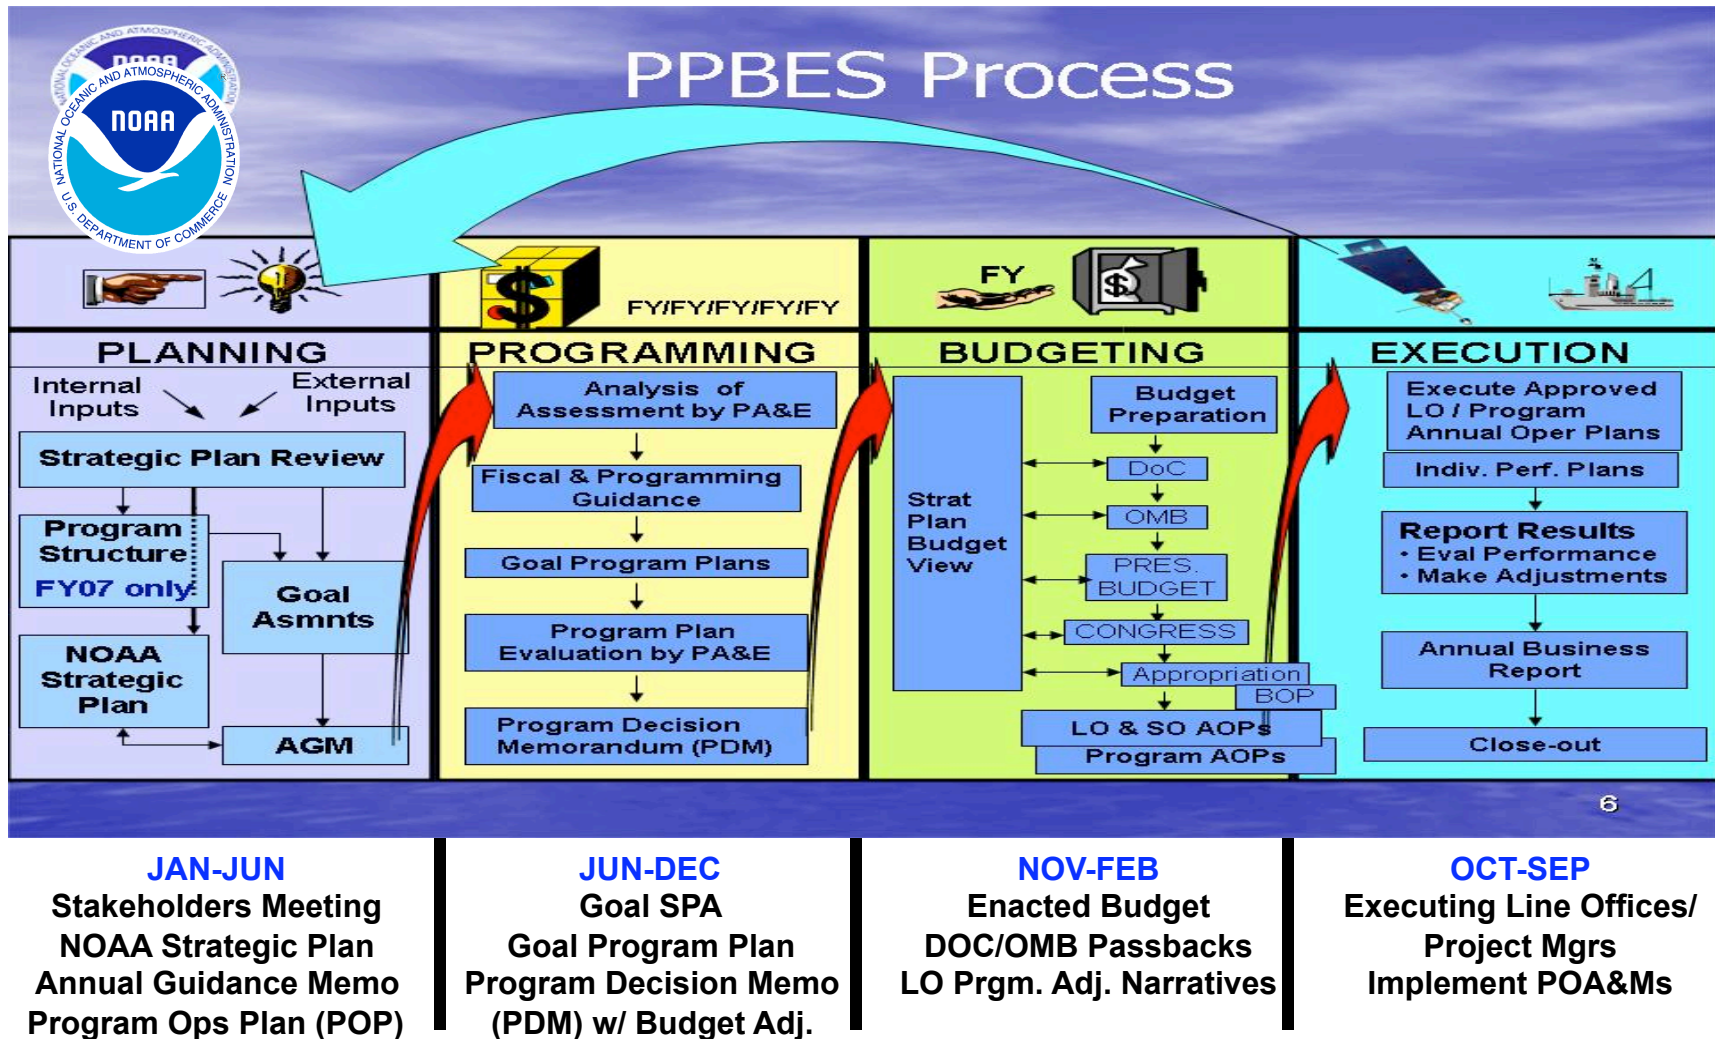 PPBES Process
NOAA
NATIONAL OCEANIC AND ATMOSPHERIC ADMINISTRATION
U.S. DEPARTMENT OF COMMERCE
FY/FY/FY/FY/FY
FY
$
$
PLANNING
Internal
Inputs
External
Inputs
Strategic Plan Review
Program
Structure
FY07 only
Goal
Asmnts
NOAA
Strategic
Plan
AGM
PROGRAMMING
Analysis of
Assessment by PA&E
Fiscal & Programming
Guidance
Goal Program Plans
Program Plan
Evaluation by PA&E
Program Decision
Memorandum (PDM)
BUDGETING
Strat
Plan
Budget
View
Budget
Preparation
DoC
OMB
PRES.
BUDGET
CONGRESS
Appropriation
BOP
LO & SO AOPs
Program AOPs
EXECUTION
Execute Approved
LO / Program
Annual Oper Plans
Indiv. Perf. Plans
Report Results
• Eval Performance
• Make Adjustments
Annual Business
Report
Close-out
6
JAN-JUN
Stakeholders Meeting
NOAA Strategic Plan
Annual Guidance Memo
Program Ops Plan (POP)
JUN-DEC
Goal SPA
Goal Program Plan
Program Decision Memo
(PDM) w/ Budget Adj.
NOV-FEB
Enacted Budget
DOC/OMB Passbacks
LO Prgm. Adj. Narratives
OCT-SEP
Executing Line Offices/
Project Mgrs
Implement POA&Ms